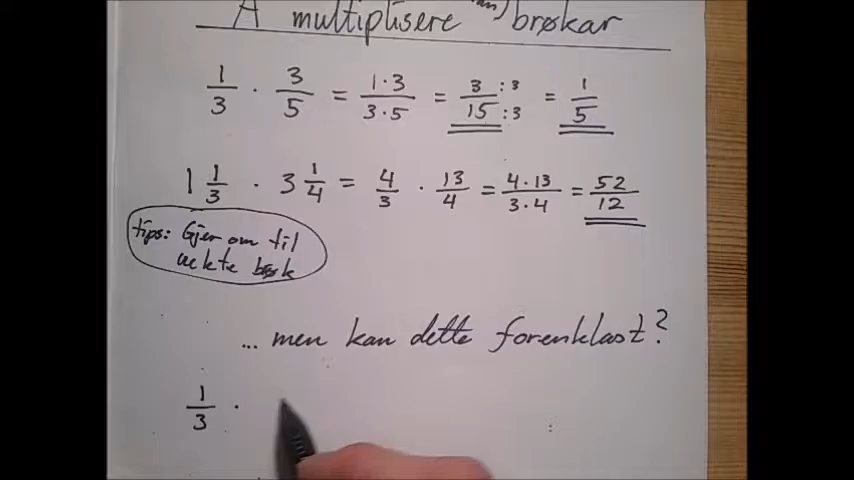 Å multiplisere brøkar
1/3 · 3/5 = 1·3/3·5 = 3/15 :3/:3 = 1/5
1 1/3 · 3 1/4 = 4/3 · 13/4 = 4·13/3·4 = 52/12
tips: Gjer om til
uekte brøk
... men kan dette forenklast?
1/3 ·